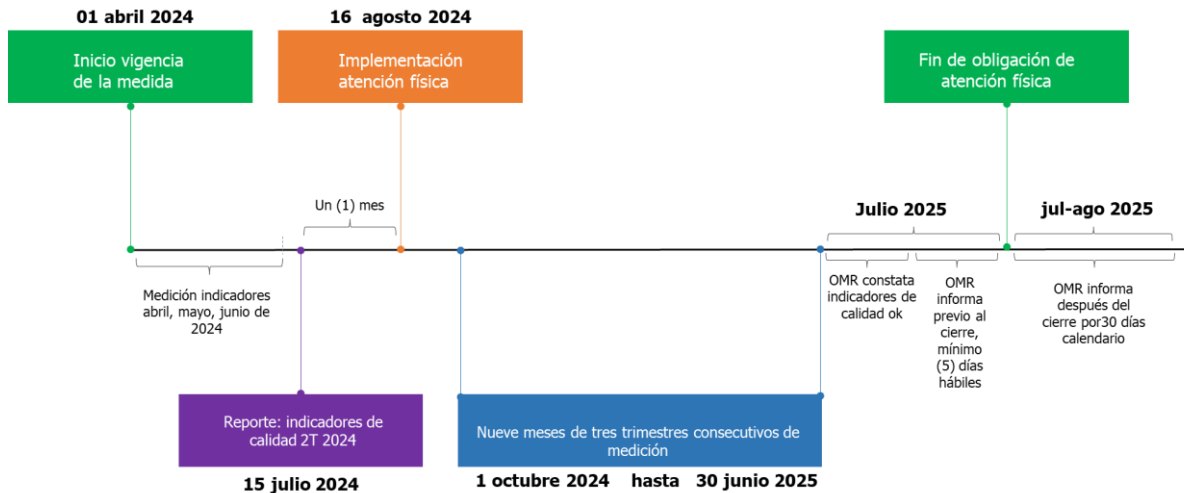 01 abril 2024
16 agosto 2024
Inicio vigencia
de la medida
Implementación
atención física
Fin de obligación de
atención física
Un (1) mes
Julio 2025
jul-ago 2025
Medición indicadores
abril, mayo, junio de
2024
OMR constata
indicadores de
calidad ok
OMR
informa
previo al
cierre,
mínimo
(5) días
hábiles
OMR informa
después del
cierre por30 días
calendario
Reporte: indicadores de
calidad 2T 2024
Nueve meses de tres trimestres consecutivos de
medición
15 julio 2024
1 octubre 2024 hasta 30 junio 2025